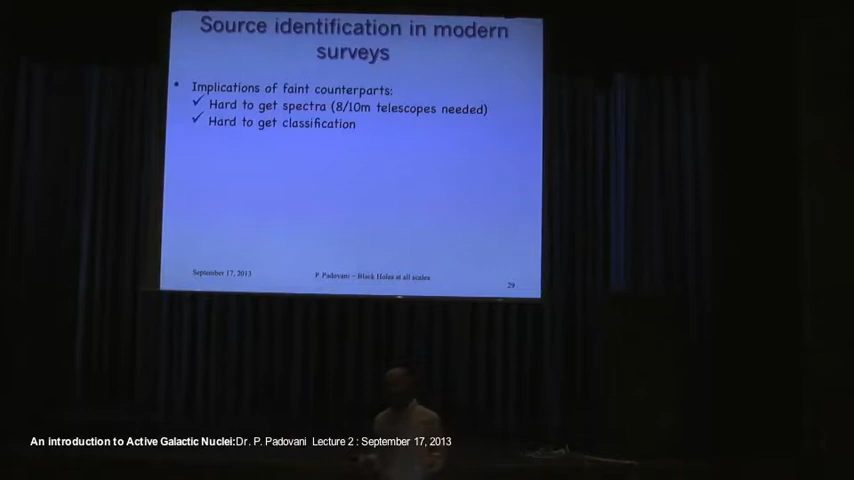 Source identification in modern
surveys
• Implications of faint counterparts:
✓ Hard to get spectra (8/10m telescopes needed)
✓ Hard to get classification
September 17, 2013
P. Padovani – Black Holes at all scales
29
An introduction to Active Galactic Nuclei:Dr. P. Padovani Lecture 2 : September 17, 2013